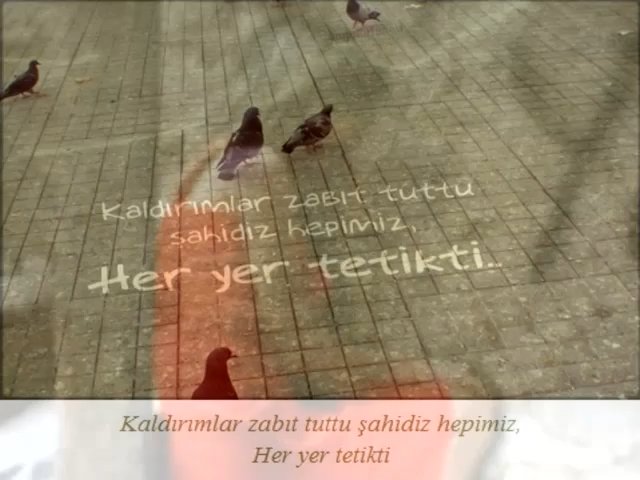 Kaldırımlar zabıt tuttu
şahidiz hepimiz,
Her yer tetikti...
Kaldırımlar zabıt tuttu şahidiz hepimiz,
Her yer tetikti